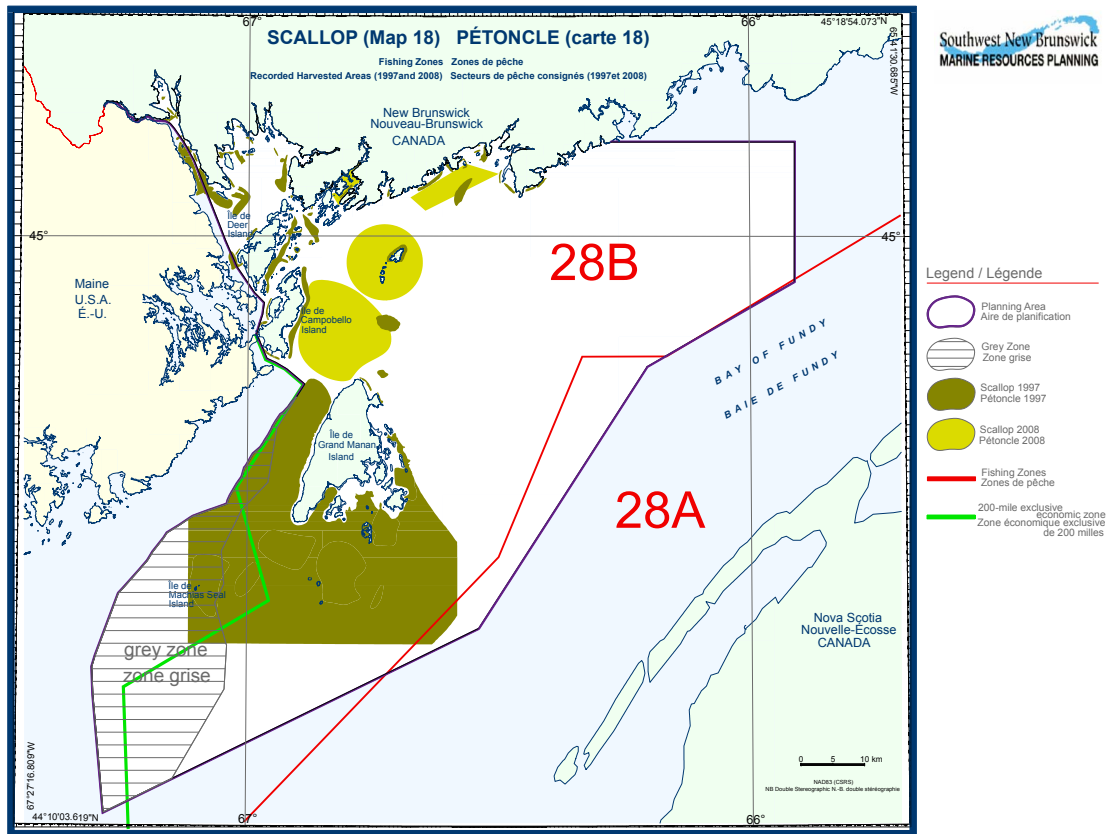 SCALLOP (Map 18) PÉTONCLE (carte 18)
Fishing Zones Zones de pêche
Recorded Harvested Areas (1997and 2008) Secteurs de pêche consignés (1997et 2008)
67°
66°
45°18'54.073"N
65°41'30.685"W
Southwest New Brunswick
MARINE RESOURCES PLANNING
New Brunswick
Nouveau-Brunswick
CANADA
Île de
Deer
Island
45°
45°
28B
Maine
U.S.A.
É.-U.
Île de
Campobello
Island
BAY OF FUNDY
BAIE DE FUNDY
Île de
Grand Manan
Island
28A
Île de
Machias Seal
Island
grey zone
zone grise
Nova Scotia
Nouvelle-Écosse
CANADA
0 5 10 km
NAD83 (CSRS)
NB Double Stereographic N.-B. double stéréographie
67°27'16.809"W
44°10'03.619"N
67°
66°
Legend / Légende
Planning Area
Aire de planification
Grey Zone
Zone grise
Scallop 1997
Pétoncle 1997
Scallop 2008
Pétoncle 2008
Fishing Zones
Zones de pêche
200-mile exclusive
economic zone
Zone économique exclusive
de 200 milles